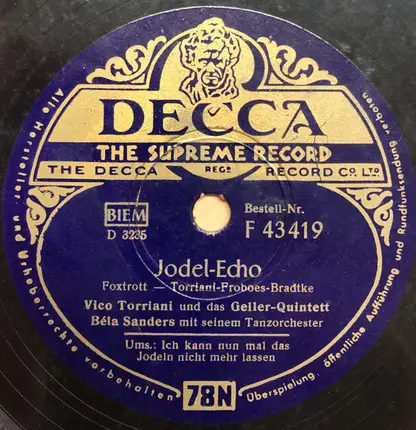 DECCA
THE SUPREME RECORD
THE DECCA REGD RECORD CO. LTD
BIEM
D 3235
Bestell-Nr.
F 43419
Jodel-Echo
Foxtrott — Torriani-Froboes-Bradtke
Vico Torriani und das Geller-Quintett
Béla Sanders mit seinem Tanzorchester
Ums.: Ich kann nun mal das
Jodeln nicht mehr lassen
78N
Alle Hersteller- und Urheberrechte vorbehalten
Überspielung, öffentliche Aufführung und Rundfunksendung verboten